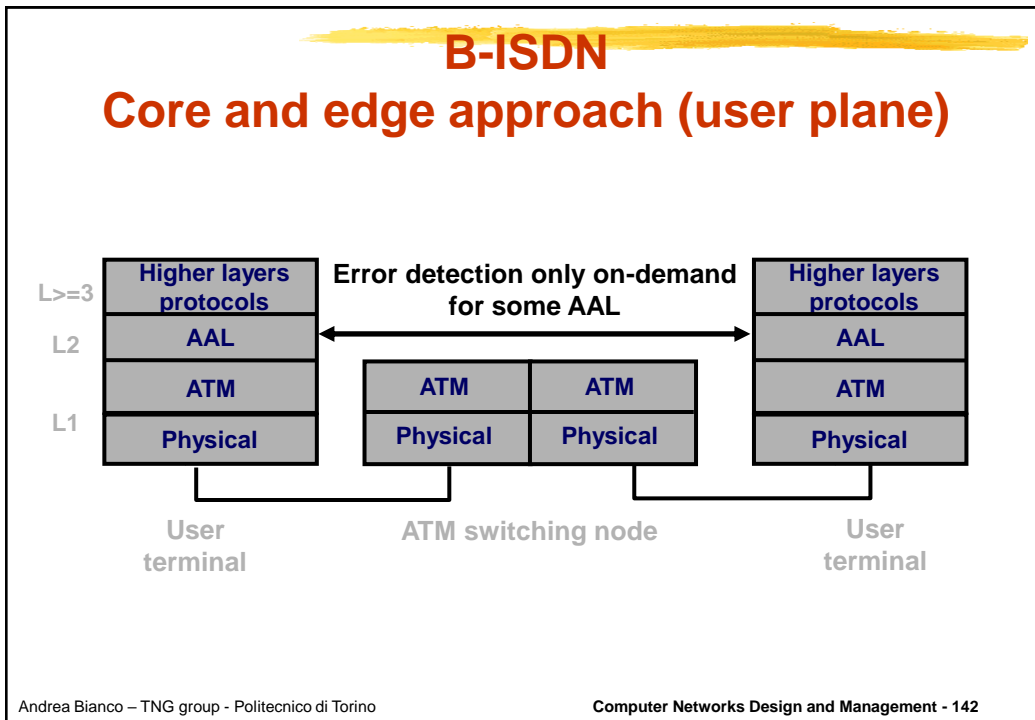 B-ISDN
Core and edge approach (user plane)
L>=3
L2
L1
Higher layers
protocols
AAL
ATM
Physical
Error detection only on-demand
for some AAL
ATM
ATM
Physical
Physical
Higher layers
protocols
AAL
ATM
Physical
User
terminal
ATM switching node
User
terminal
Andrea Bianco – TNG group - Politecnico di Torino
Computer Networks Design and Management - 142